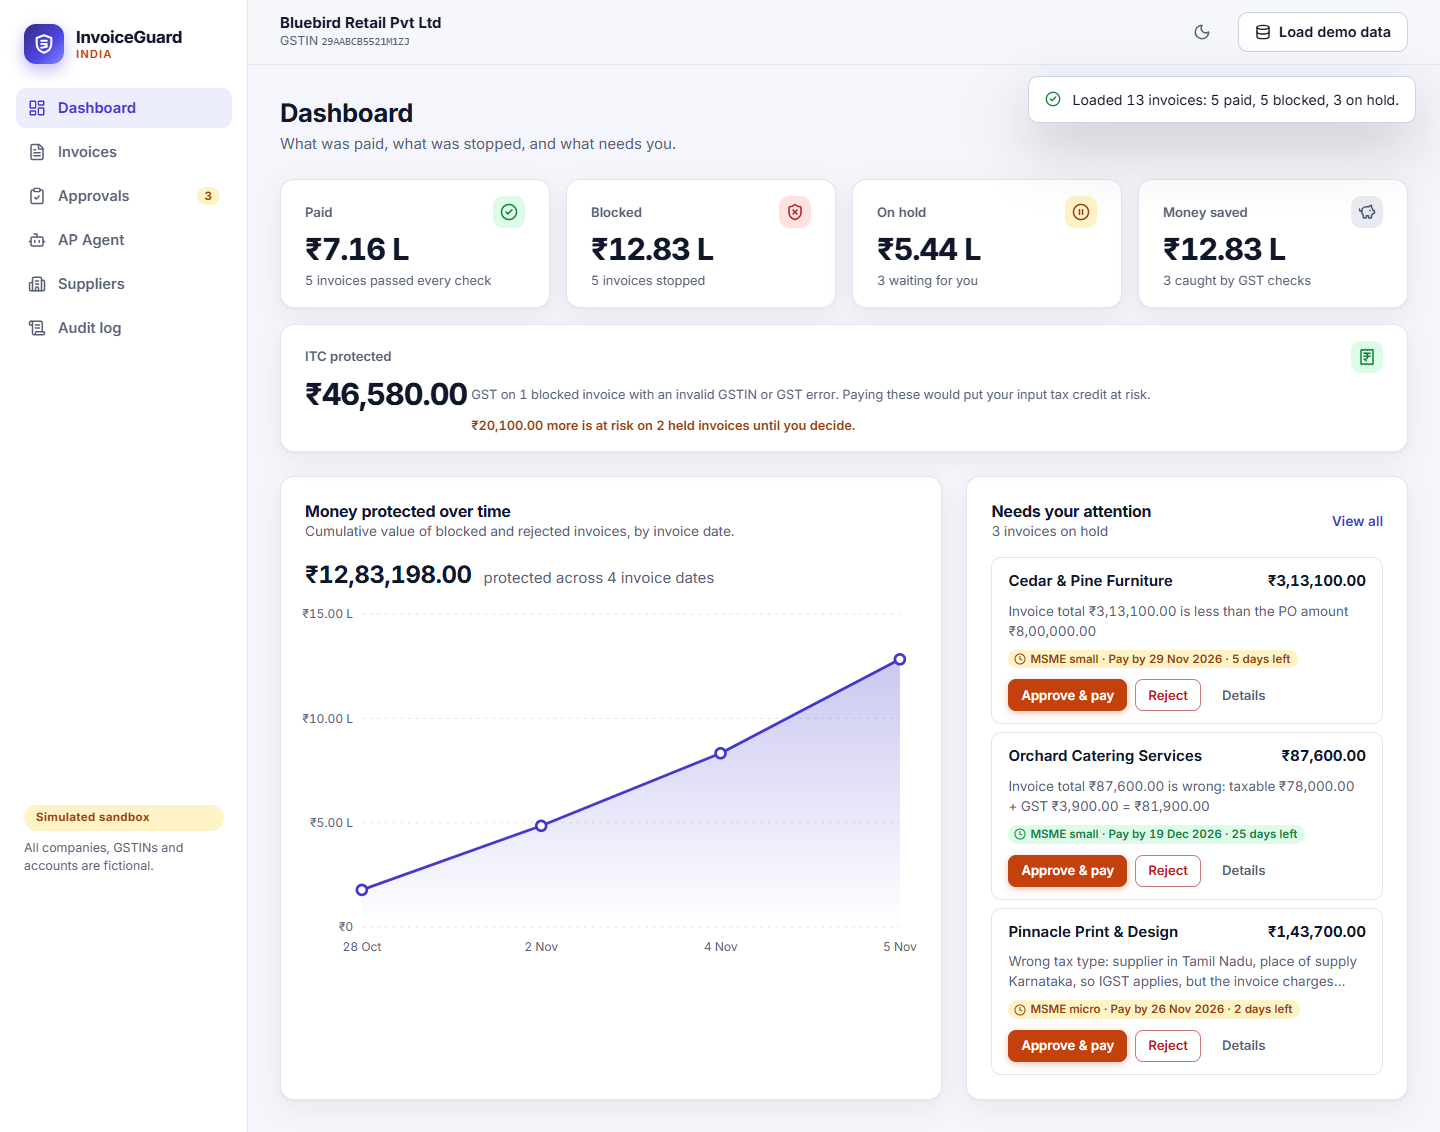 InvoiceGuard
INDIA
Dashboard
Invoices
Approvals 3
AP Agent
Suppliers
Audit log
Simulated sandbox
All companies, GSTINs and
accounts are fictional.
Bluebird Retail Pvt Ltd
GSTIN 29AABCB5521M1ZJ
Load demo data
Loaded 13 invoices: 5 paid, 5 blocked, 3 on hold.
Dashboard
What was paid, what was stopped, and what needs you.
Paid
₹7.16 L
5 invoices passed every check
Blocked
₹12.83 L
5 invoices stopped
On hold
₹5.44 L
3 waiting for you
Money saved
₹12.83 L
3 caught by GST checks
ITC protected
₹46,580.00 GST on 1 blocked invoice with an invalid GSTIN or GST error. Paying these would put your input tax credit at risk.
₹20,100.00 more is at risk on 2 held invoices until you decide.
Money protected over time
Cumulative value of blocked and rejected invoices, by invoice date.
₹12,83,198.00 protected across 4 invoice dates
₹15.00 L
₹10.00 L
₹5.00 L
₹0
28 Oct 2 Nov 4 Nov 5 Nov
Needs your attention
3 invoices on hold
View all
Cedar & Pine Furniture ₹3,13,100.00
Invoice total ₹3,13,100.00 is less than the PO amount
₹8,00,000.00
MSME small · Pay by 29 Nov 2026 · 5 days left
Approve & pay Reject Details
Orchard Catering Services ₹87,600.00
Invoice total ₹87,600.00 is wrong: taxable ₹78,000.00
+ GST ₹3,900.00 = ₹81,900.00
MSME small · Pay by 19 Dec 2026 · 25 days left
Approve & pay Reject Details
Pinnacle Print & Design ₹1,43,700.00
Wrong tax type: supplier in Tamil Nadu, place of supply
Karnataka, so IGST applies, but the invoice charges...
MSME micro · Pay by 26 Nov 2026 · 2 days left
Approve & pay Reject Details